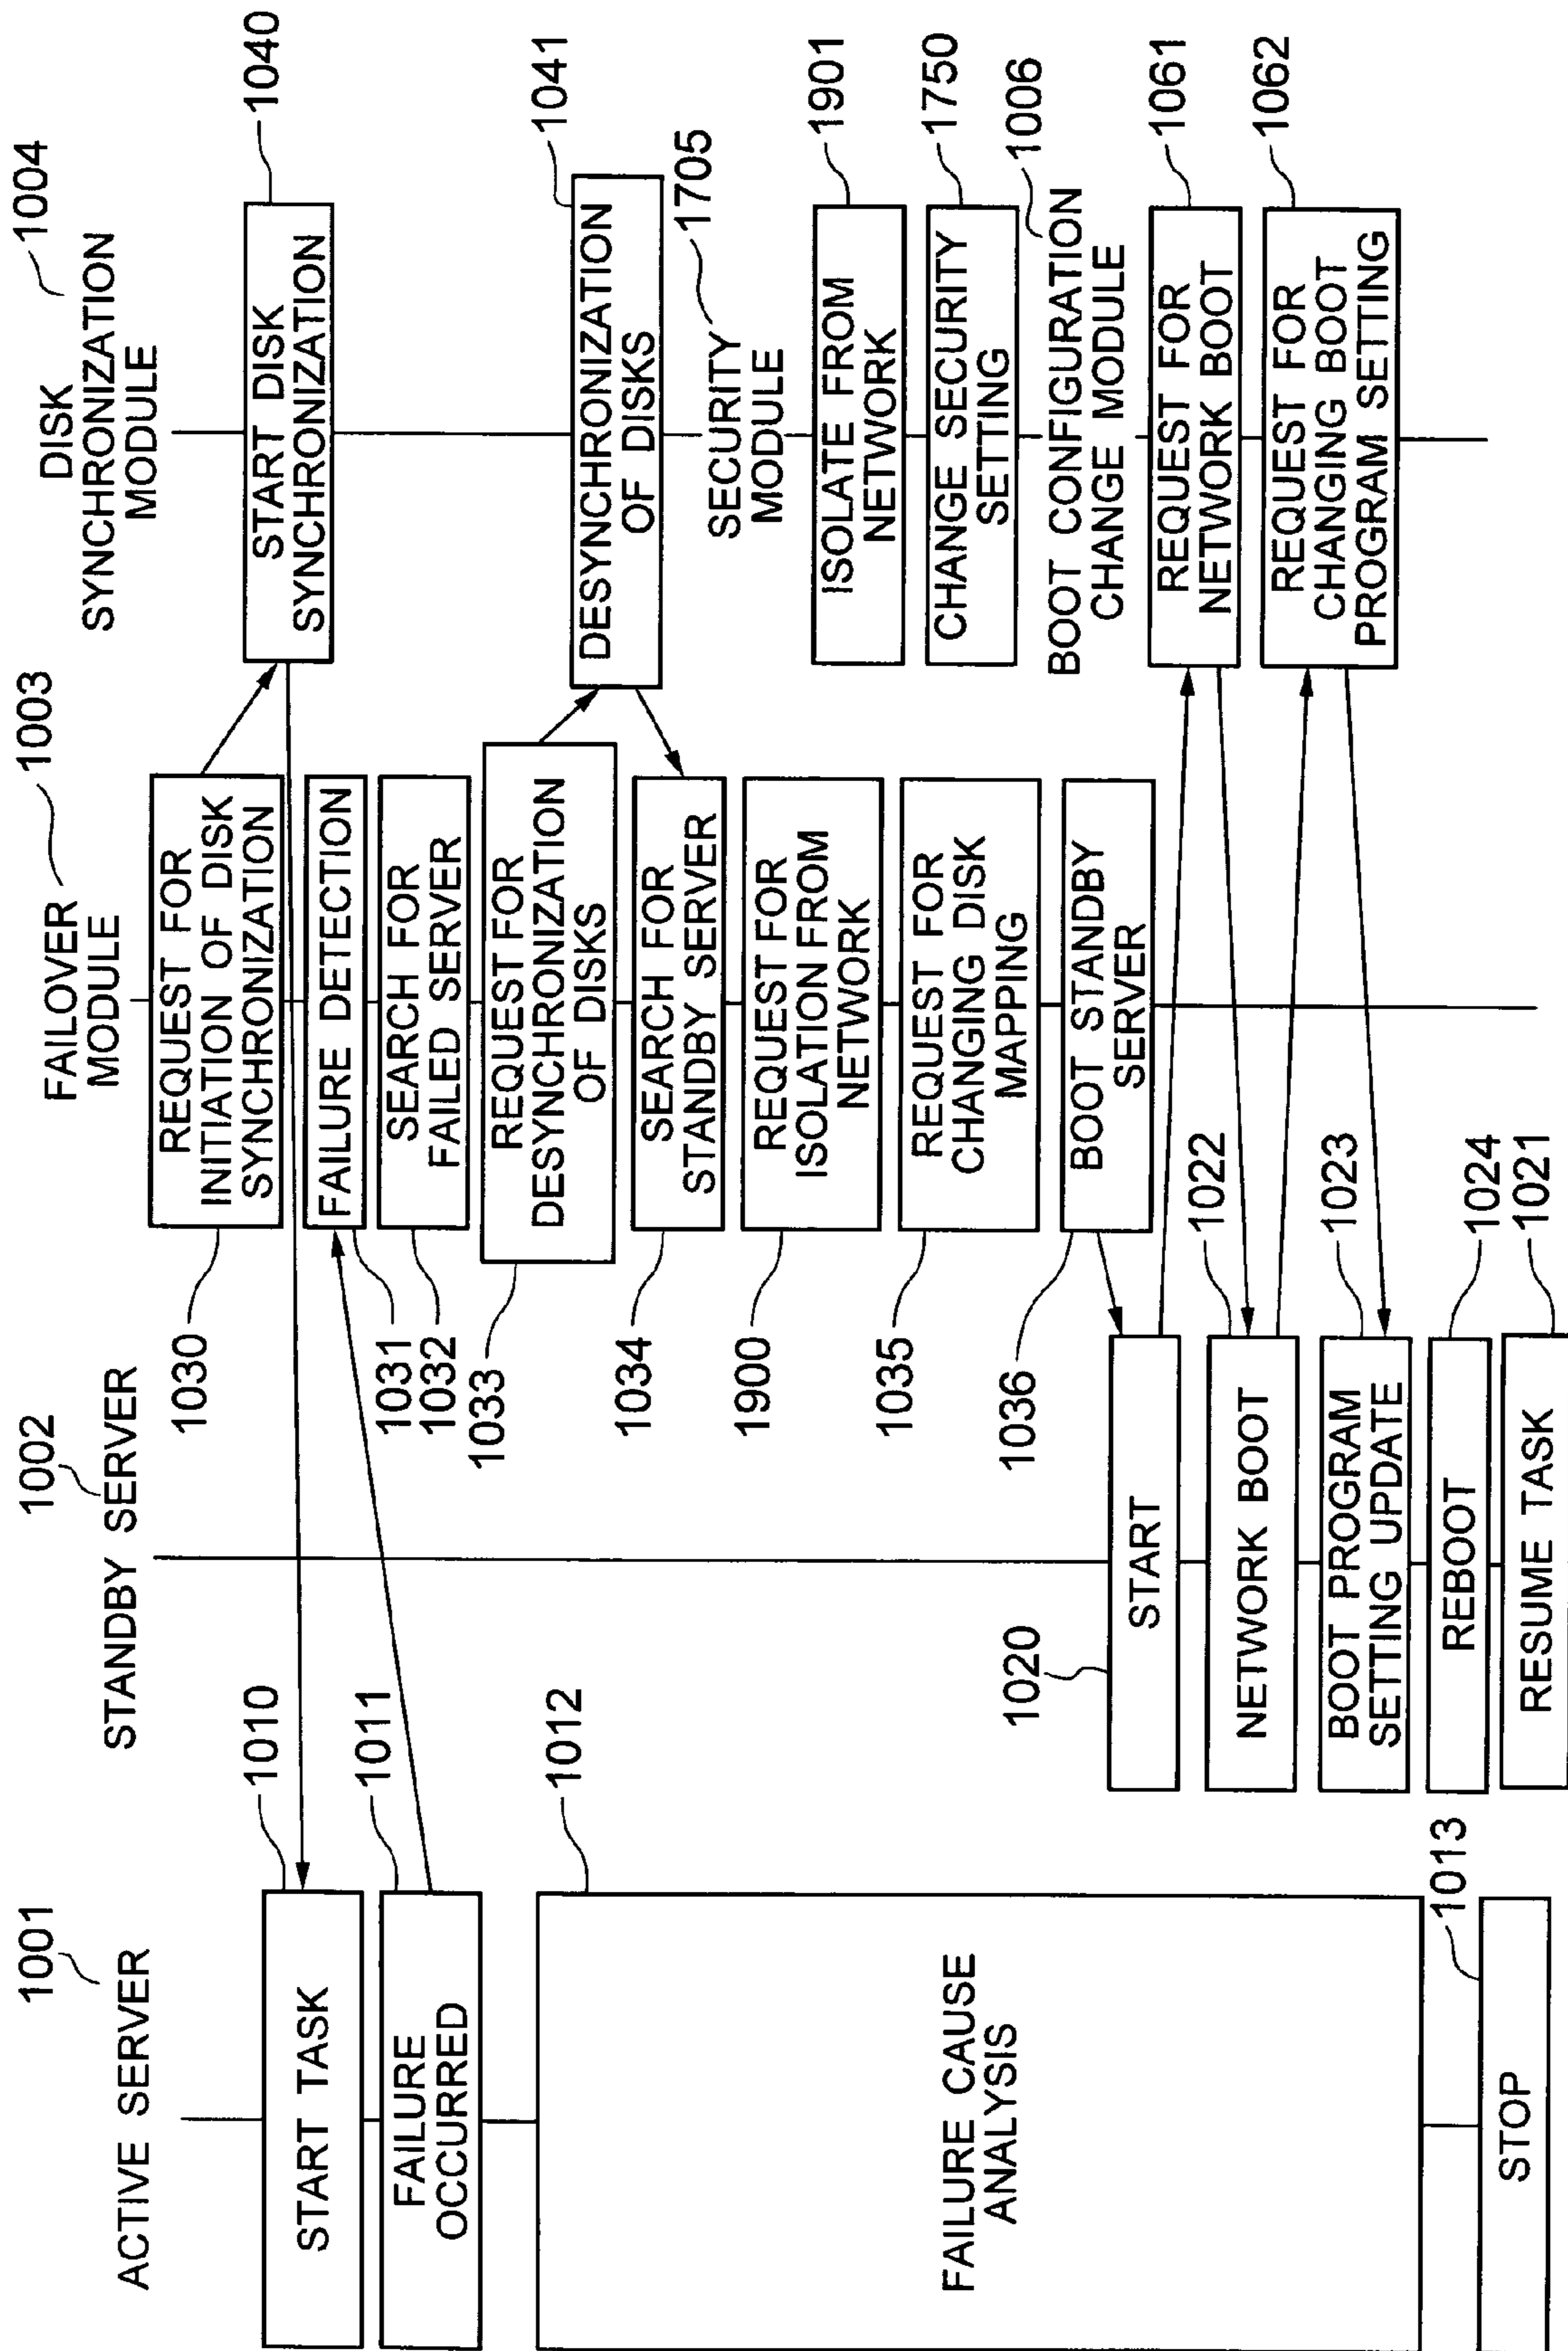 1001
ACTIVE SERVER
START TASK
1010
FAILURE
OCCURRED
1011
FAILURE CAUSE
ANALYSIS
1012
STOP
1013
1002
STANDBY SERVER
START
1020
NETWORK BOOT
1022
BOOT PROGRAM
SETTING UPDATE
1023
REBOOT
1024
RESUME TASK
1021
1003
FAILOVER
MODULE
REQUEST FOR
INITIATION OF DISK
SYNCHRONIZATION
1030
FAILURE DETECTION
1031
SEARCH FOR
FAILED SERVER
1032
REQUEST FOR
DESYNCHRONIZATION
OF DISKS
1033
SEARCH FOR
STANDBY SERVER
1034
REQUEST FOR
ISOLATION FROM
NETWORK
1900
REQUEST FOR
CHANGING DISK
MAPPING
1035
BOOT STANDBY
SERVER
1036
1004
DISK
SYNCHRONIZATION
MODULE
START DISK
SYNCHRONIZATION
1040
DESYNCHRONIZATION
OF DISKS
1041
SECURITY
MODULE
1705
ISOLATE FROM
NETWORK
1901
CHANGE SECURITY
SETTING
1750
BOOT CONFIGURATION
CHANGE MODULE
1006
REQUEST FOR
NETWORK BOOT
1061
REQUEST FOR
CHANGING BOOT
PROGRAM SETTING
1062